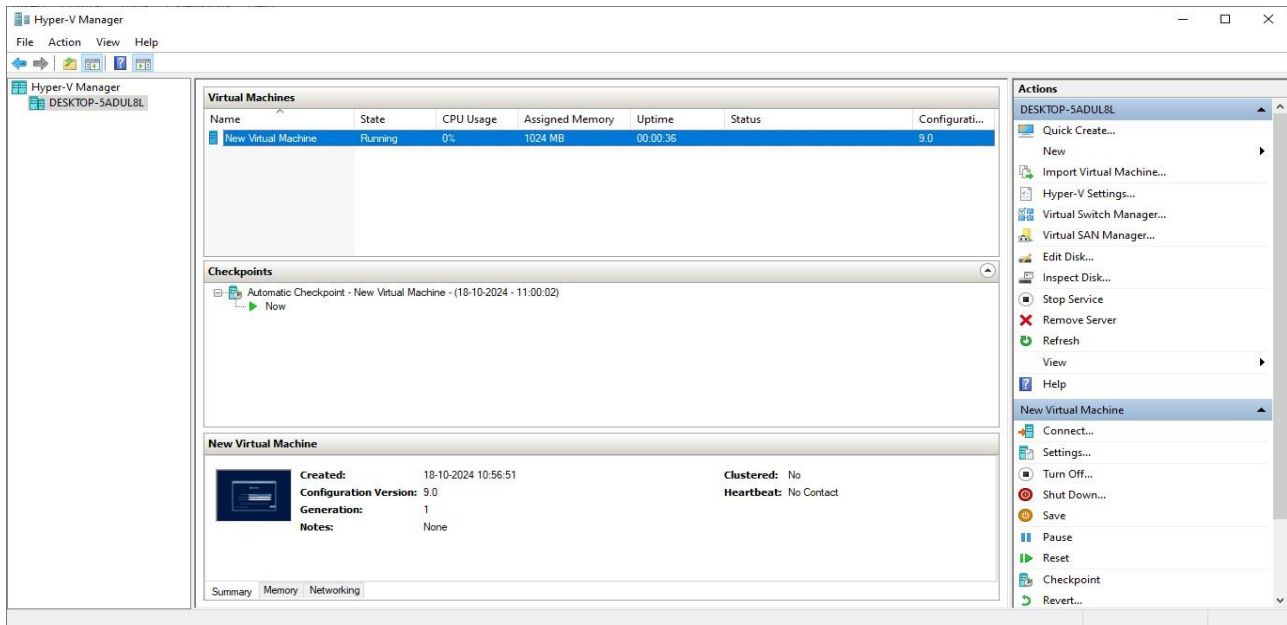 Hyper-V Manager
File Action View Help
Hyper-V Manager
DESKTOP-5ADUL8L
Virtual Machines
Name State CPU Usage Assigned Memory Uptime Status Configurati...
New Virtual Machine Running 0% 1024 MB 00:00:36 9.0
Checkpoints
Automatic Checkpoint - New Virtual Machine - (18-10-2024 - 11:00:02)
Now
New Virtual Machine
Created: 18-10-2024 10:56:51 Clustered: No
Configuration Version: 9.0 Heartbeat: No Contact
Generation: 1
Notes: None
Summary Memory Networking
Actions
DESKTOP-5ADUL8L
Quick Create...
New
Import Virtual Machine...
Hyper-V Settings...
Virtual Switch Manager...
Virtual SAN Manager...
Edit Disk...
Inspect Disk...
Stop Service
Remove Server
Refresh
View
Help
New Virtual Machine
Connect...
Settings...
Turn Off...
Shut Down...
Save
Pause
Reset
Checkpoint
Revert...